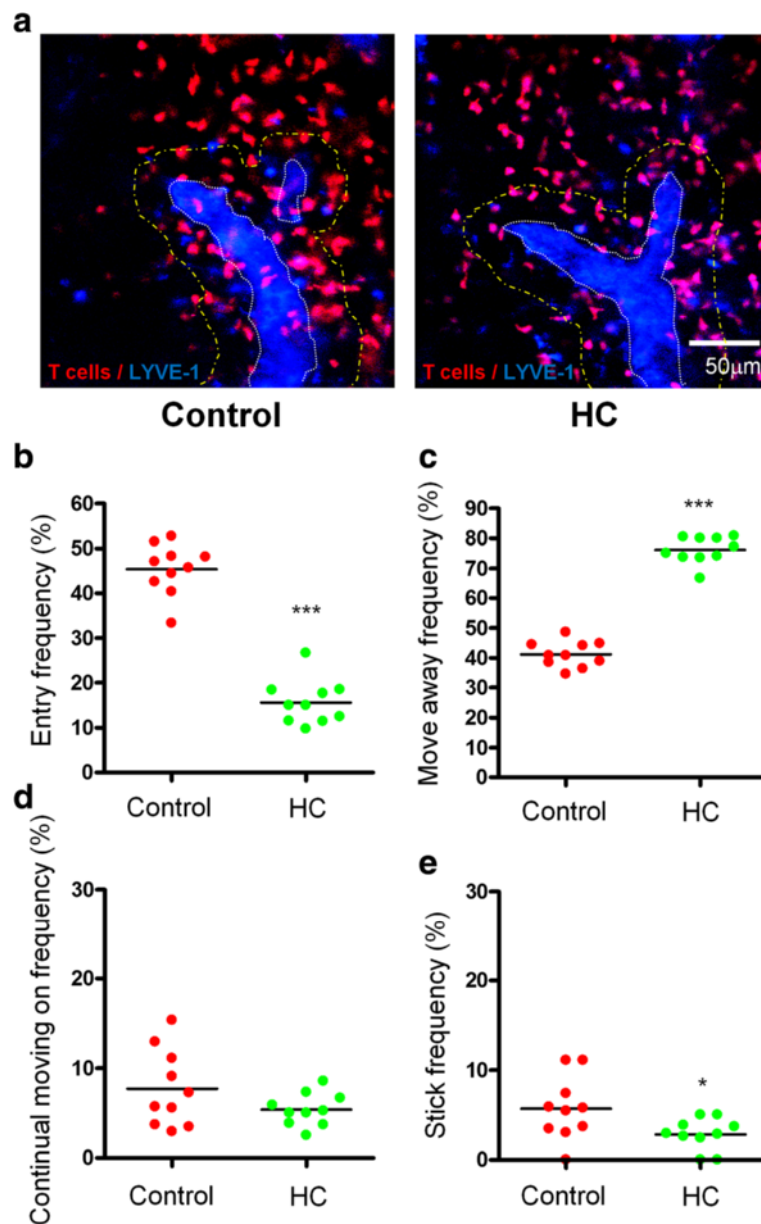 a
T cells / LYVE-1
T cells / LYVE-1
50μm
Control
HC
b
Entry frequency (%)
60
50
40
30
20
10
0
***
Control
HC
c
Move away frequency (%)
90
80
70
60
50
40
30
20
10
0
***
Control
HC
d
Continual moving on frequency (%)
30
20
10
0
Control
HC
e
Stick frequency (%)
30
20
10
0
*
Control
HC